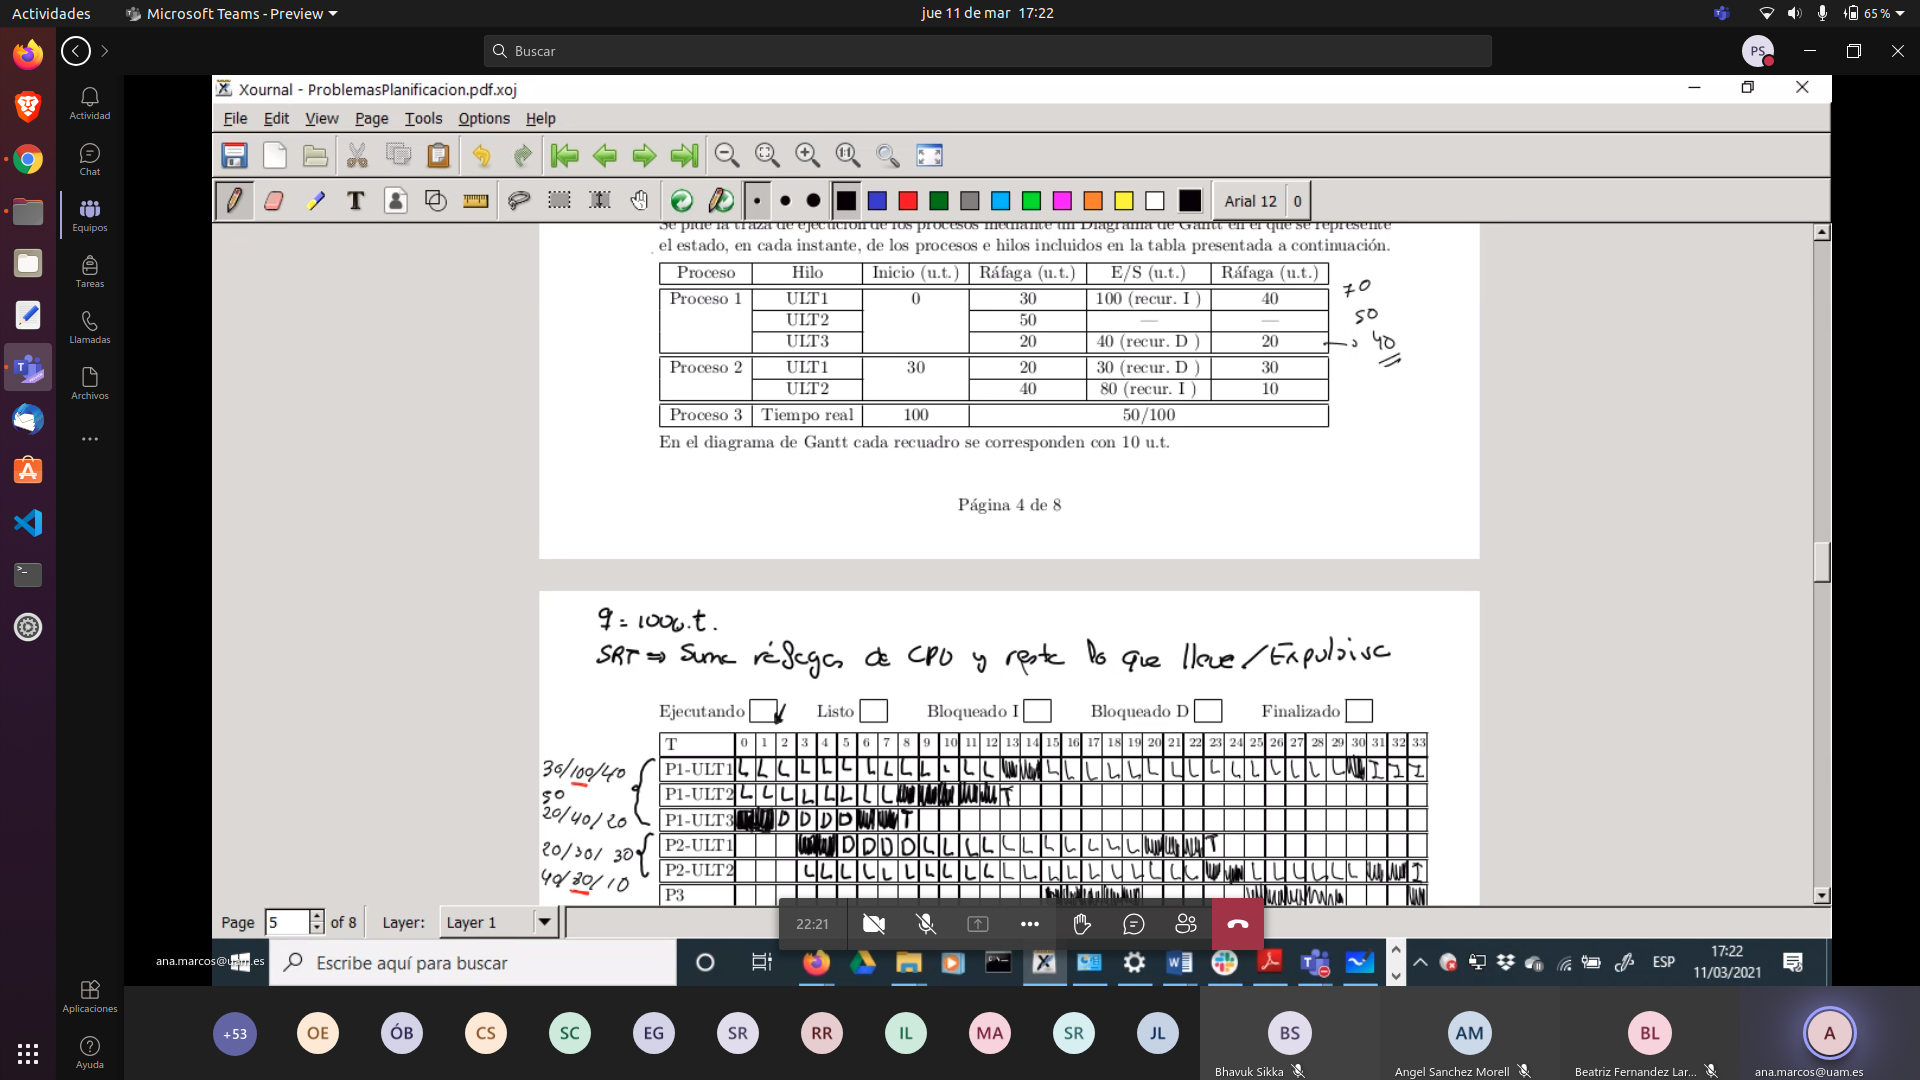 Actividades Microsoft Teams - Preview jue 11 de mar 17:22 65 %
Buscar PS
Xournal - ProblemasPlanificacion.pdf.xoj
File Edit View Page Tools Options Help
Arial 12 0
Actividad
Chat
Equipos
Tareas
Llamadas
Archivos
Aplicaciones
Ayuda
Se pide la traza de ejecución de los procesos mediante un Diagrama de Gantt en el que se represente
el estado, en cada instante, de los procesos e hilos incluidos en la tabla presentada a continuación.
Proceso Hilo Inicio (u.t.) Ráfaga (u.t.) E/S (u.t.) Ráfaga (u.t.)
Proceso 1 ULT1 0 30 100 (recur. I ) 40 70
ULT2 50 — — 50
ULT3 20 40 (recur. D ) 20 40
Proceso 2 ULT1 30 20 30 (recur. D ) 30
ULT2 40 80 (recur. I ) 10
Proceso 3 Tiempo real 100 50/100
En el diagrama de Gantt cada recuadro se corresponden con 10 u.t.
Página 4 de 8
q = 100u.t.
SRT ⇒ Suma ráfagas de CPU y resta lo que lleve / Expulsiva
Ejecutando Listo Bloqueado I Bloqueado D Finalizado
T 0 1 2 3 4 5 6 7 8 9 10 11 12 13 14 15 16 17 18 19 20 21 22 23 24 25 26 27 28 29 30 31 32 33
30/100/40 P1-ULT1 L L L L L L L L L L L L L L L L L L L L L L L L L L L L I I I
50 P1-ULT2 L L L L L L L L T
20/40/20 P1-ULT3 D D D D T
20/30/30 P2-ULT1 D D D D L L L L L L L L L L L T
40/80/10 P2-ULT2 L L L L L L L L L L L L L L L L L L L L L L L L L L I
P3
Page 5 of 8 Layer: Layer 1
22:21
ana.marcos@uam.es Escribe aquí para buscar ESP 17:22
11/03/2021
+53 OE ÓB CS SC EG SR RR IL MA SR JL BS AM BL A
Bhavuk Sikka Angel Sanchez Morell Beatriz Fernandez Lar... ana.marcos@uam.es